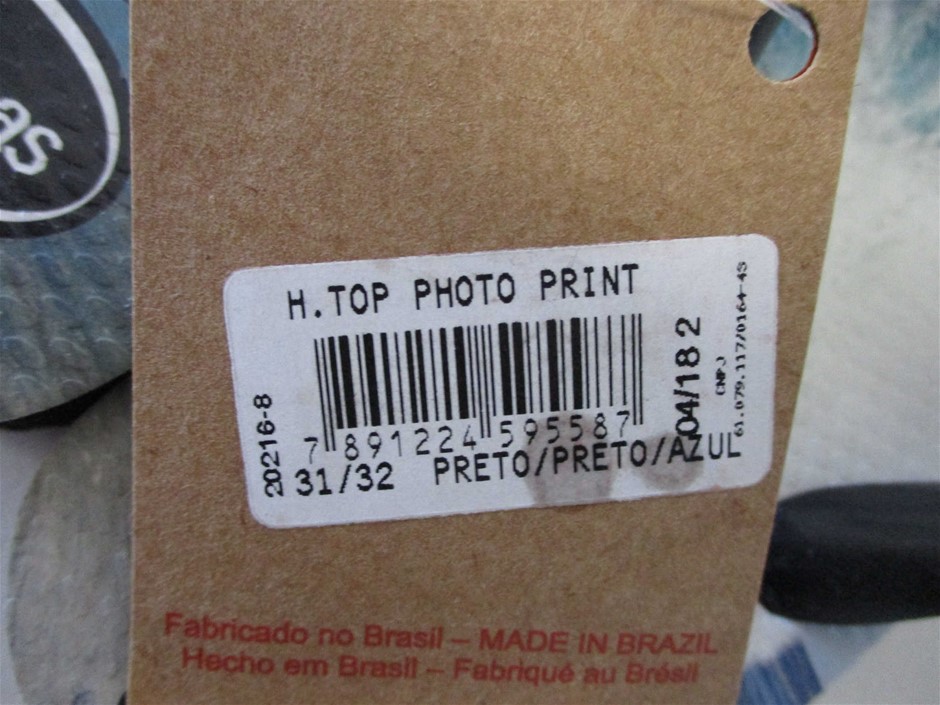 as
H.TOP PHOTO PRINT
7 891224 595587
20216-8
04/18 2
CNPJ
61.079.117/0164-43
31/32 PRETO/PRETO/AZUL
Fabricado no Brasil – MADE IN BRAZIL
Hecho em Brasil – Fabriqué au Brésil